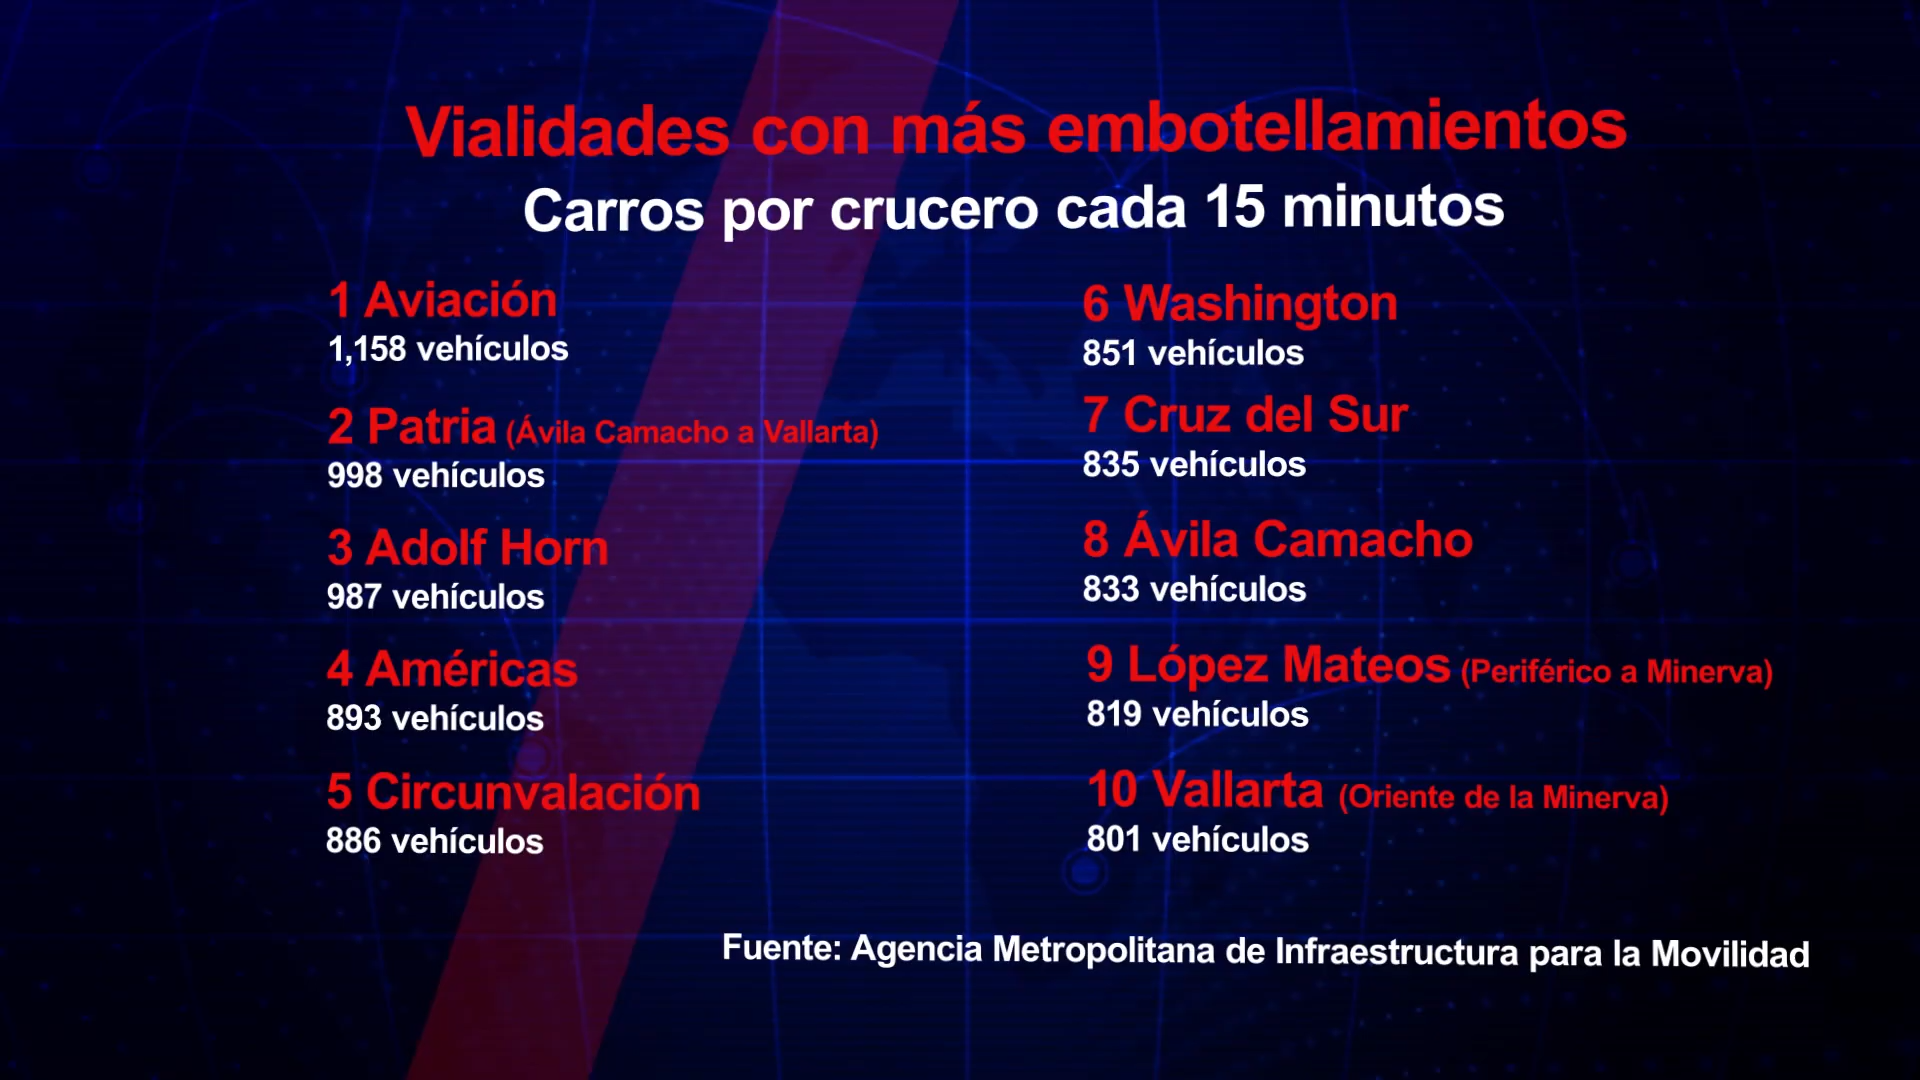 Vialidades con más embotellamientos
Carros por crucero cada 15 minutos
1 Aviación
1,158 vehículos
2 Patria (Ávila Camacho a Vallarta)
998 vehículos
3 Adolf Horn
987 vehículos
4 Américas
893 vehículos
5 Circunvalación
886 vehículos
6 Washington
851 vehículos
7 Cruz del Sur
835 vehículos
8 Ávila Camacho
833 vehículos
9 López Mateos (Periférico a Minerva)
819 vehículos
10 Vallarta (Oriente de la Minerva)
801 vehículos
Fuente: Agencia Metropolitana de Infraestructura para la Movilidad